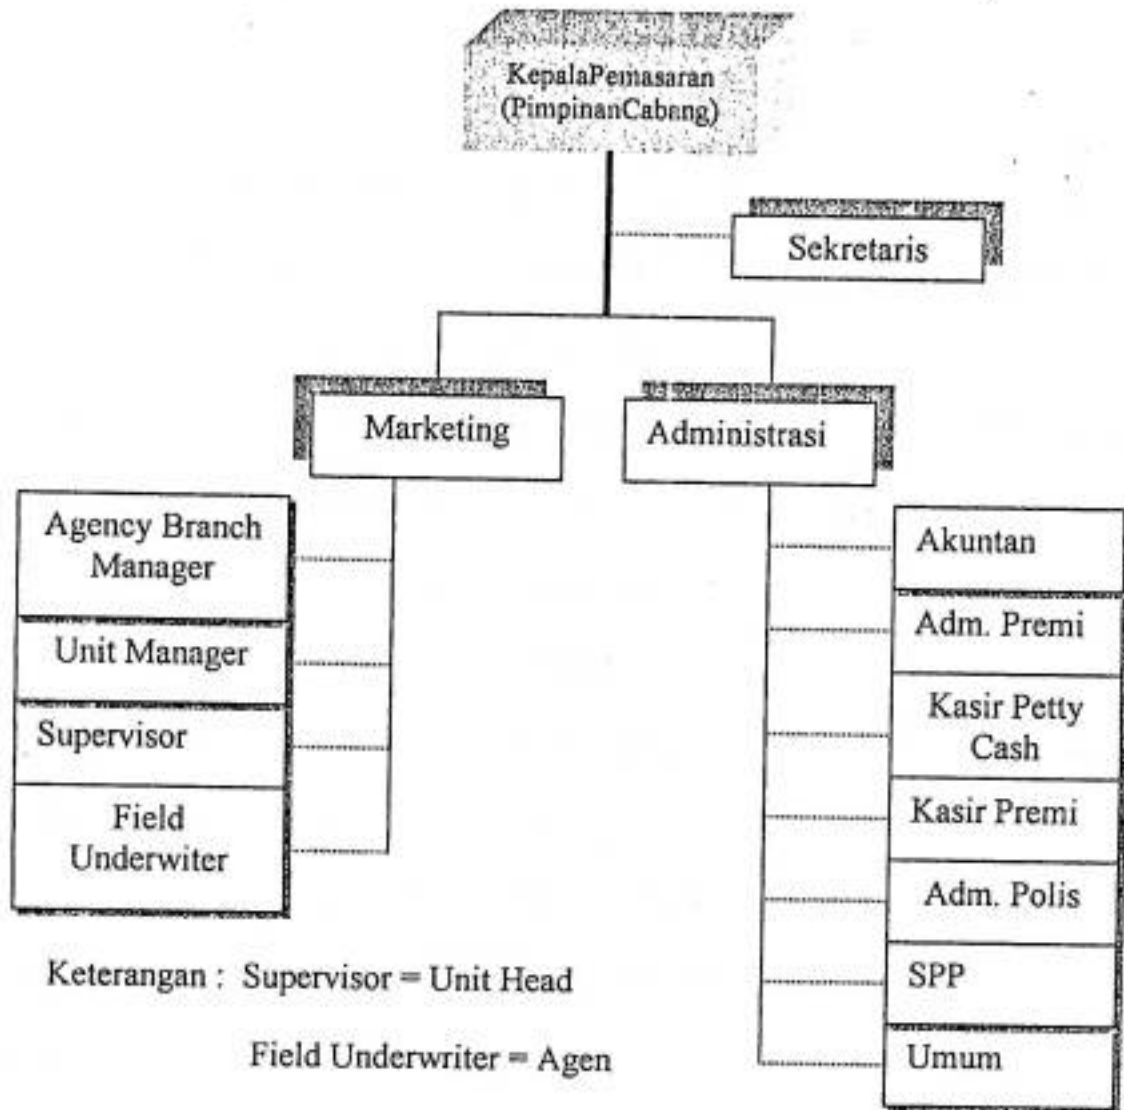 KepalaPemasaran
(PimpinanCabang)
Sekretaris
Marketing
Administrasi
Agency Branch
Manager
Unit Manager
Supervisor
Field
Underwiter
Akuntan
Adm. Premi
Kasir Petty
Cash
Kasir Premi
Adm. Polis
SPP
Umum
Keterangan : Supervisor = Unit Head
Field Underwriter = Agen